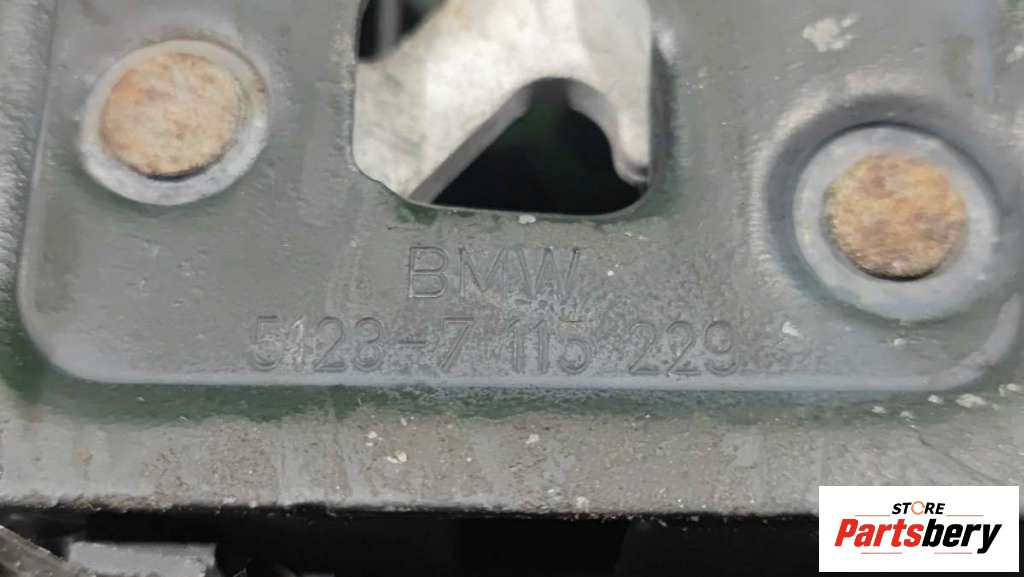 BMW
5123-7 115 229
STORE
Partsbery